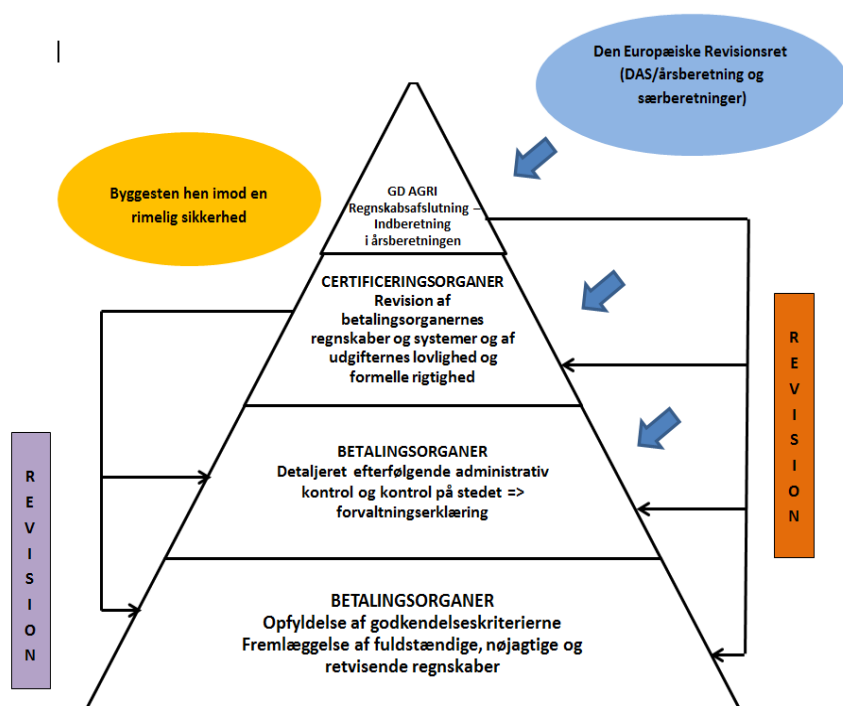 Den Europæiske Revisionsret
(DAS/årsberetning og
særberetninger)
Byggesten hen imod en
rimelig sikkerhed
GD AGRI
Regnskabsafslutning –
Indberetning
i årsberetningen
CERTIFICERINGSORGANER
Revision af
betalingsorganernes
regnskaber og systemer og af
udgifternes lovlighed og
formelle rigtighed
BETALINGSORGANER
Detaljeret efterfølgende administrativ
kontrol og kontrol på stedet =>
forvaltningserklæring
BETALINGSORGANER
Opfyldelse af godkendelseskriterierne
Fremlæggelse af fuldstændige, nøjagtige og
retvisende regnskaber
REVISION
REVISION